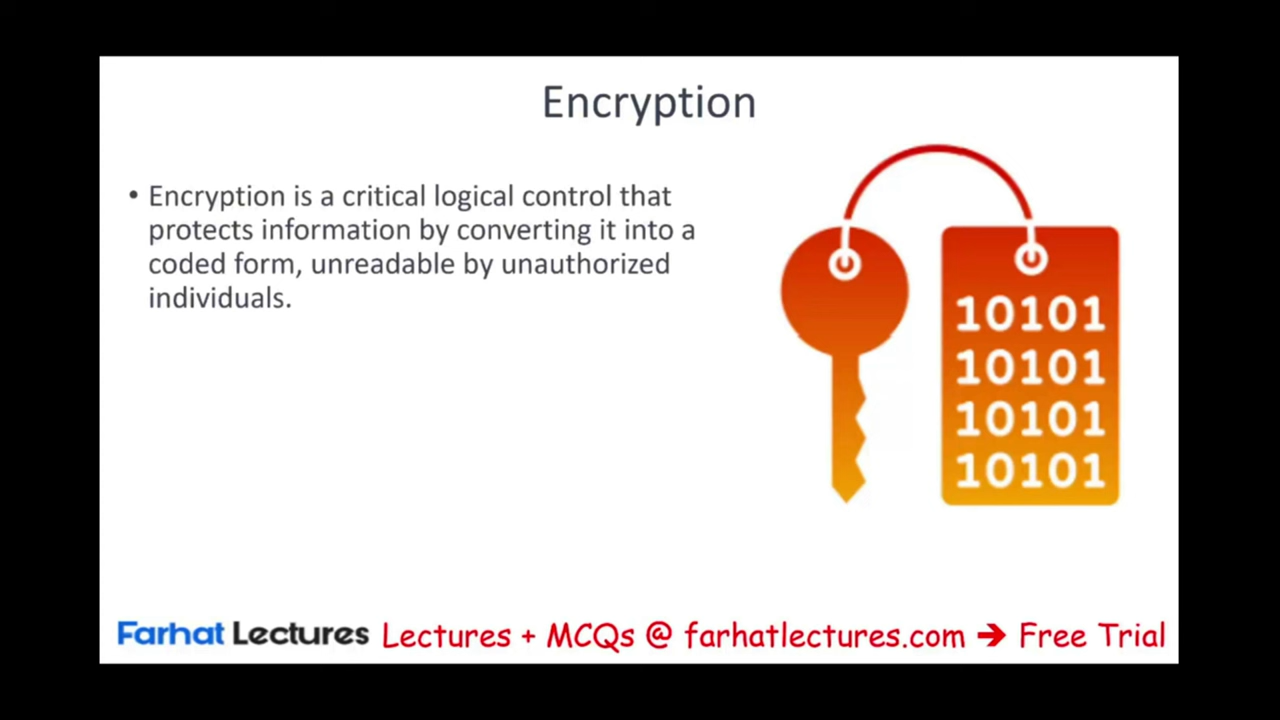 Encryption
• Encryption is a critical logical control that
protects information by converting it into a
coded form, unreadable by unauthorized
individuals.
10101
10101
10101
10101
Farhat Lectures Lectures + MCQs @ farhatlectures.com → Free Trial